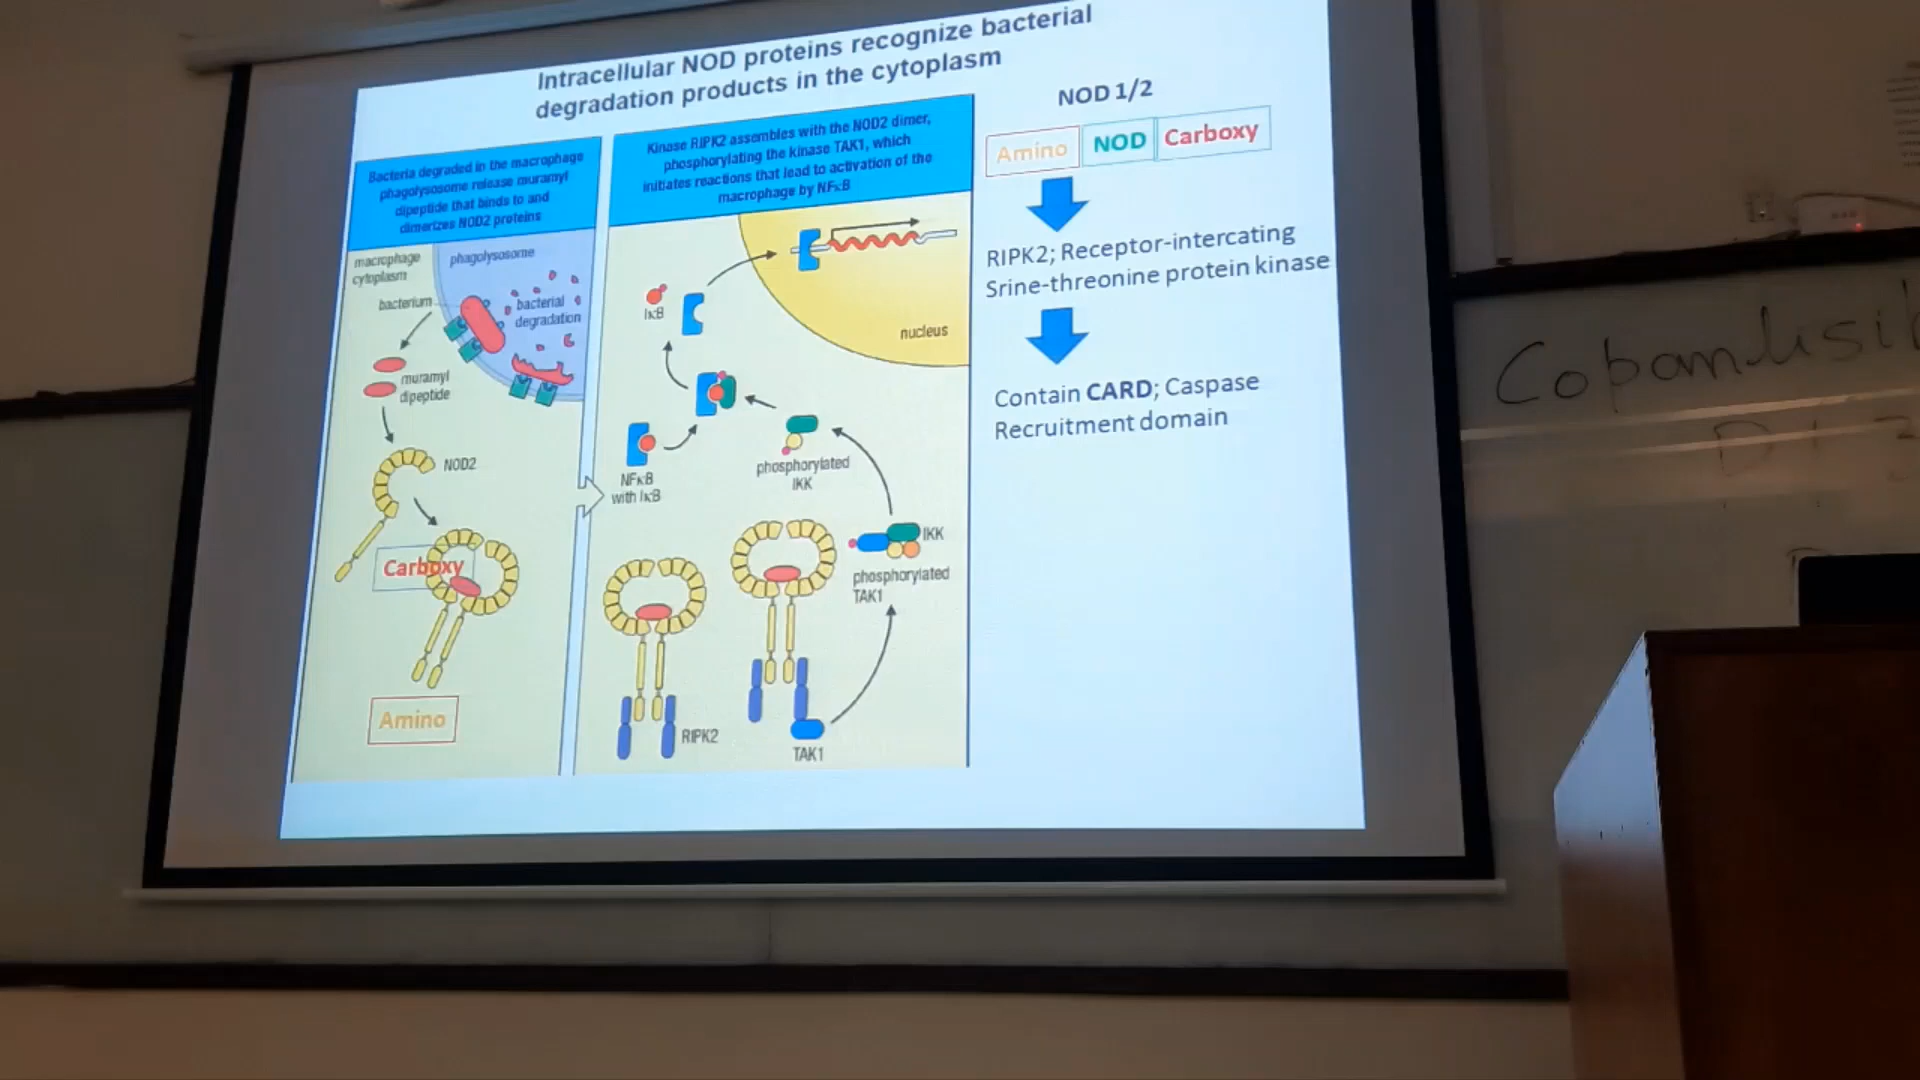 Intracellular NOD proteins recognize bacterial
degradation products in the cytoplasm
Bacteria degraded in the macrophage
phagolysosome release muramyl
dipeptide that binds to and
dimerizes NOD2 proteins
macrophage
cytoplasm
phagolysosome
bacterium
bacterial
degradation
muramyl
dipeptide
NOD2
Carboxy
Amino
Kinase RIPK2 assembles with the NOD2 dimer,
phosphorylating the kinase TAK1, which
initiates reactions that lead to activation of the
macrophage by NFκB
IκB
nucleus
NFκB
with IκB
phosphorylated
IKK
IKK
phosphorylated
TAK1
RIPK2
TAK1
NOD 1/2
Amino NOD Carboxy
RIPK2; Receptor-intercating
Srine-threonine protein kinase
Contain CARD; Caspase
Recruitment domain